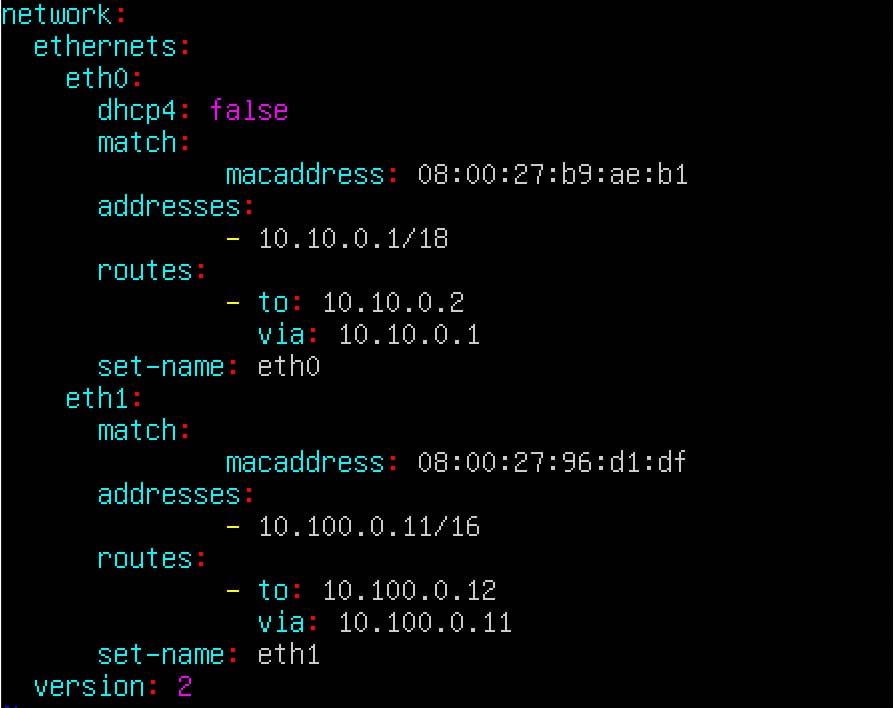 network:
  ethernets:
    eth0:
      dhcp4: false
      match:
              macaddress: 08:00:27:b9:ae:b1
      addresses:
              - 10.10.0.1/18
      routes:
              - to: 10.10.0.2
                via: 10.10.0.1
      set-name: eth0
    eth1:
      match:
              macaddress: 08:00:27:96:d1:df
      addresses:
              - 10.100.0.11/16
      routes:
              - to: 10.100.0.12
                via: 10.100.0.11
      set-name: eth1
  version: 2